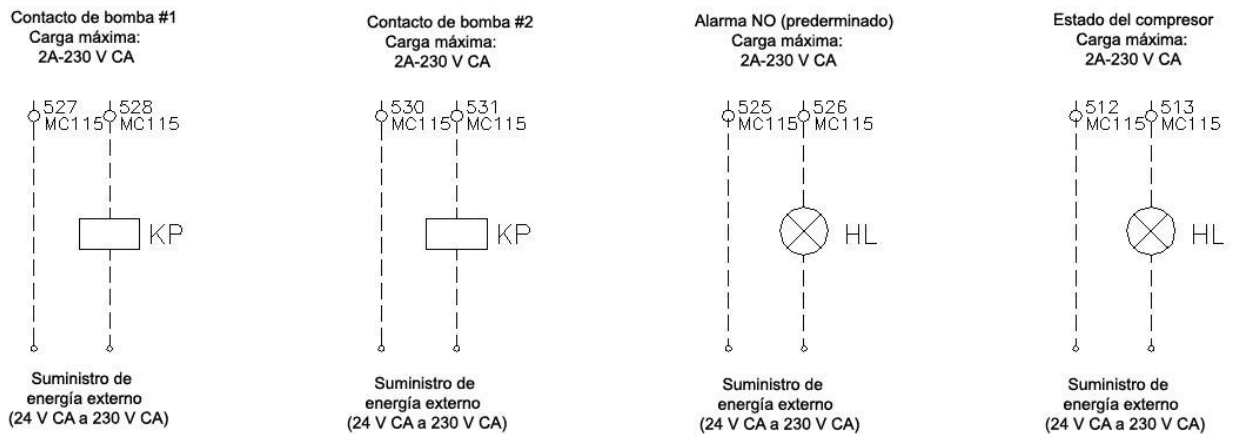 Contacto de bomba #1
Carga máxima:
2A-230 V CA
527 528
MC115 MC115
KP
Suministro de
energía externo
(24 V CA a 230 V CA)
Contacto de bomba #2
Carga máxima:
2A-230 V CA
530 531
MC115 MC115
KP
Suministro de
energía externo
(24 V CA a 230 V CA)
Alarma NO (prederminado)
Carga máxima:
2A-230 V CA
525 526
MC115 MC115
HL
Suministro de
energía externo
(24 V CA a 230 V CA)
Estado del compresor
Carga máxima:
2A-230 V CA
512 513
MC115 MC115
HL
Suministro de
energía externo
(24 V CA a 230 V CA)